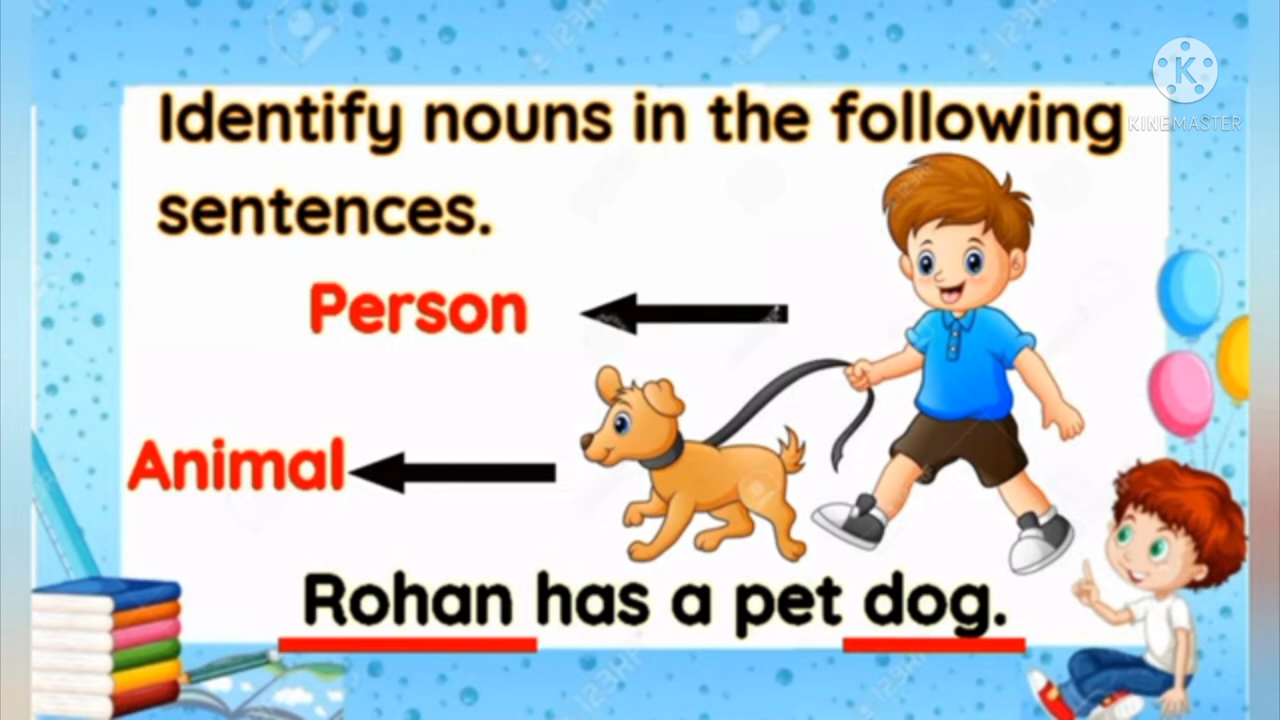 Identify nouns in the following
sentences.
Person
Animal
Rohan has a pet dog.
K
KINEMASTER